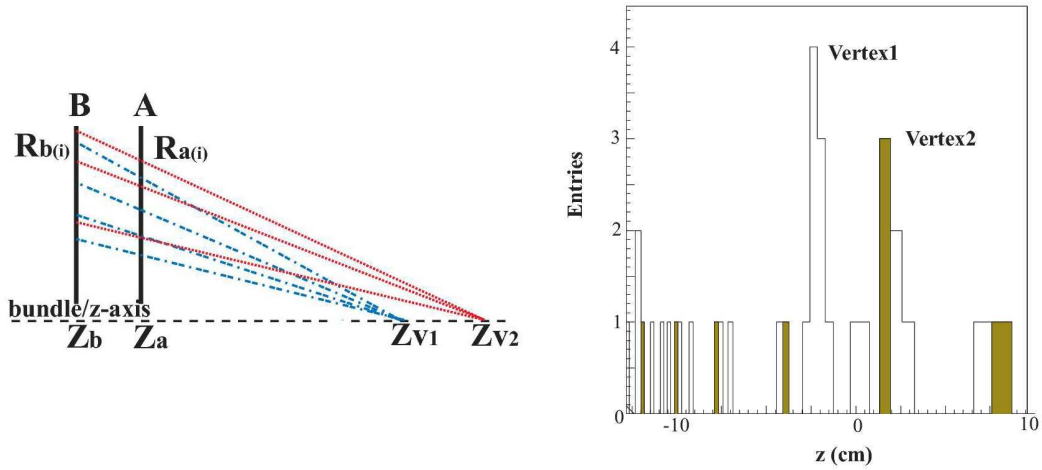 B A
Rb(i) Ra(i)
bundle/z-axis
Zb Za Zv1 Zv2
4
3
2
1
0
Entries
Vertex1
Vertex2
-10 0 10
z (cm)